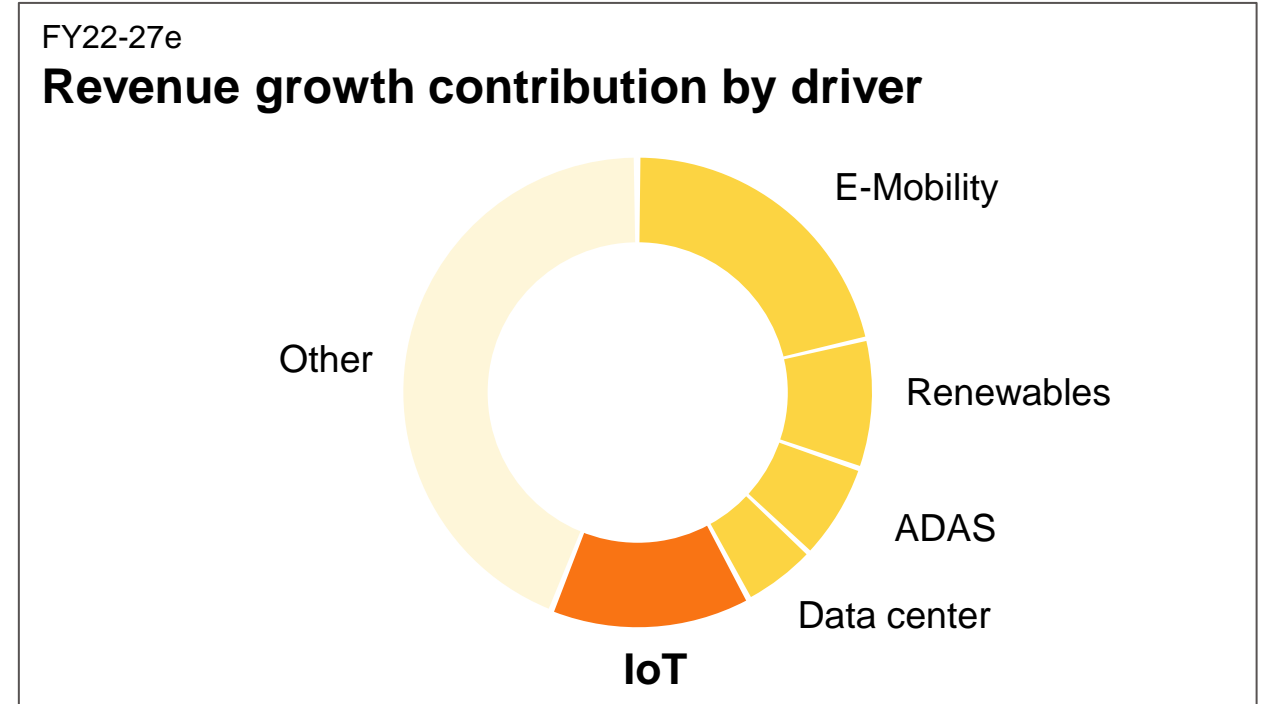 FY22-27e
Revenue growth contribution by driver
E-Mobility
Other
Renewables
ADAS
Data center
IoT